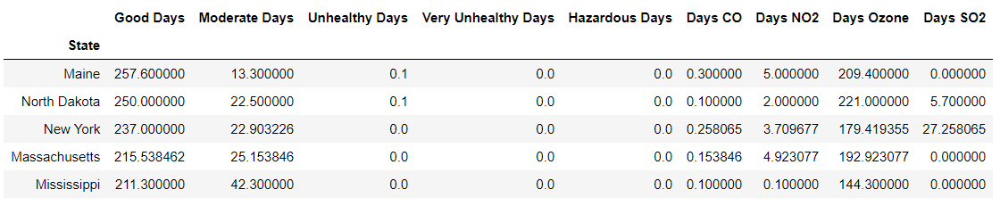 Good Days Moderate Days Unhealthy Days Very Unhealthy Days Hazardous Days Days CO Days NO2 Days Ozone Days SO2
State
Maine 257.600000 13.300000 0.1 0.0 0.0 0.300000 5.000000 209.400000 0.000000
North Dakota 250.000000 22.500000 0.1 0.0 0.0 0.100000 2.000000 221.000000 5.700000
New York 237.000000 22.903226 0.0 0.0 0.0 0.258065 3.709677 179.419355 27.258065
Massachusetts 215.538462 25.153846 0.0 0.0 0.0 0.153846 4.923077 192.923077 0.000000
Mississippi 211.300000 42.300000 0.0 0.0 0.0 0.100000 0.100000 144.300000 0.000000